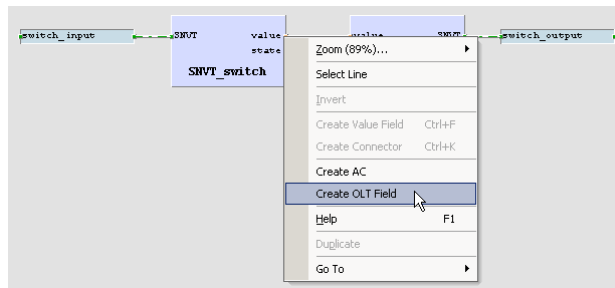 switch_input
SNVT value
state
SNVT_switch
value SNVT
switch_output
Zoom (89%)...
Select Line
Invert
Create Value Field Ctrl+F
Create Connector Ctrl+K
Create AC
Create OLT Field
Help F1
Duplicate
Go To